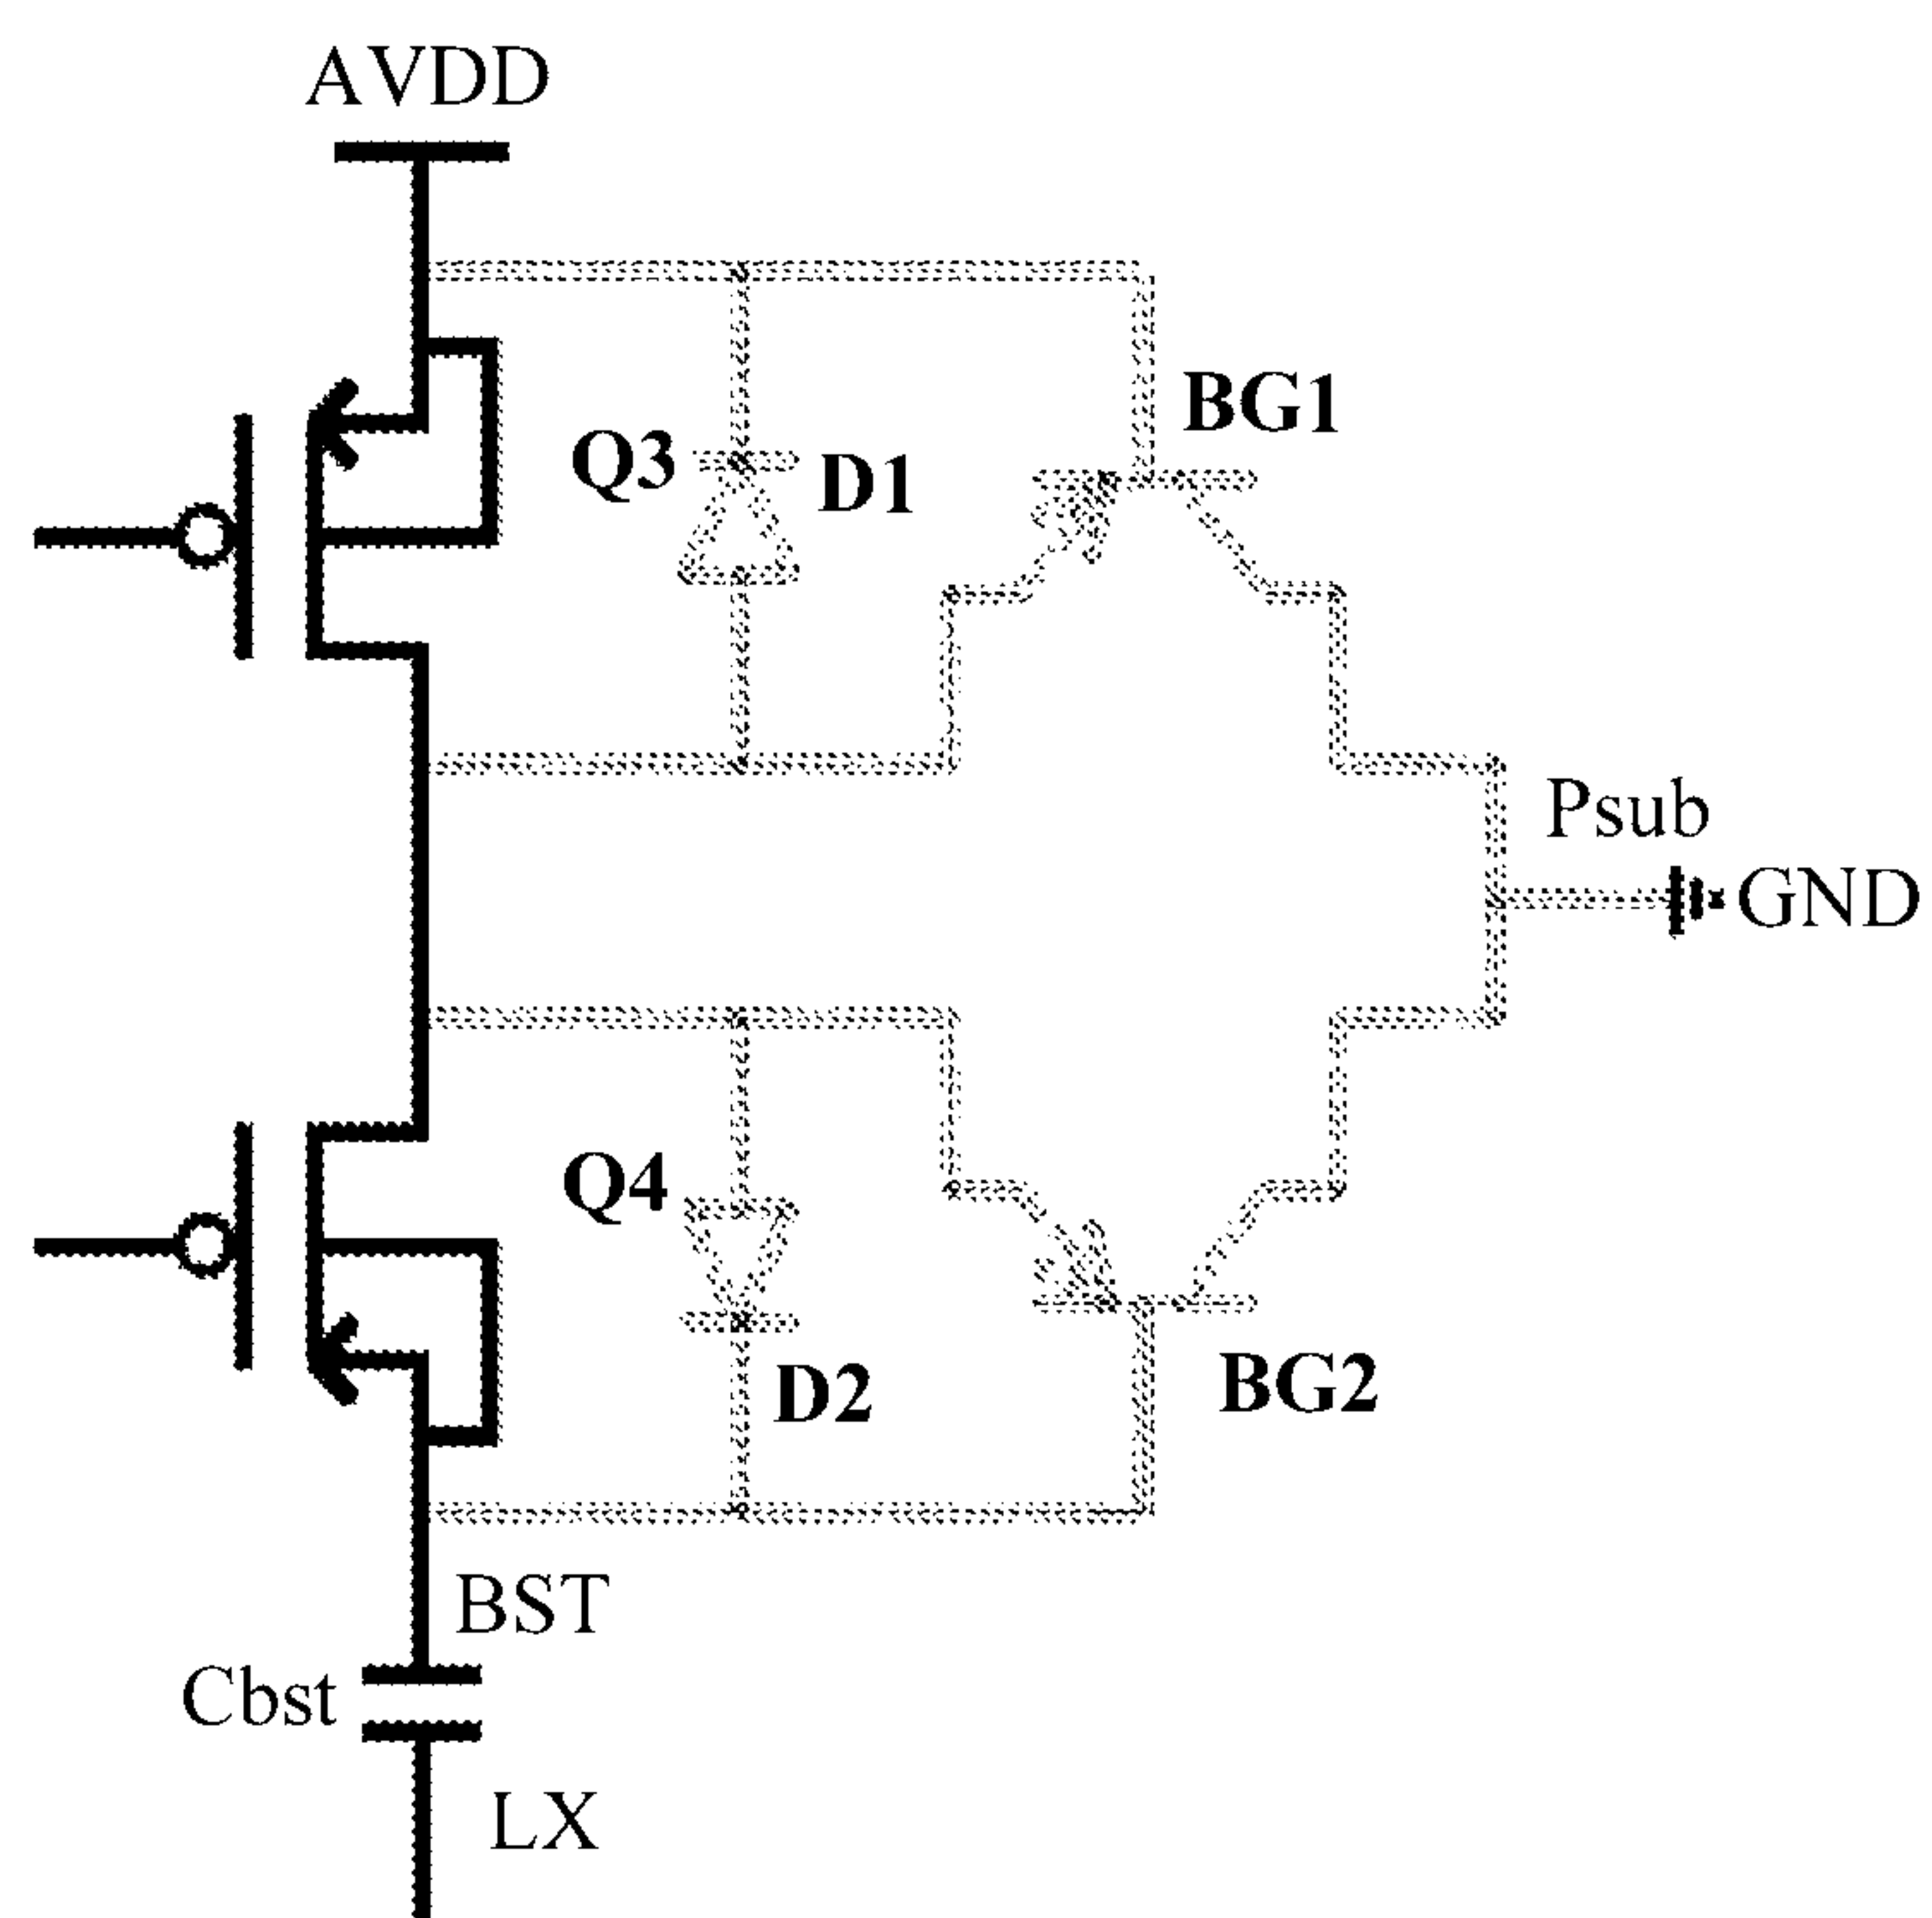 AVDD
BG1
Q3
D1
Psub
GND
Q4
D2
BG2
BST
Cbst
LX